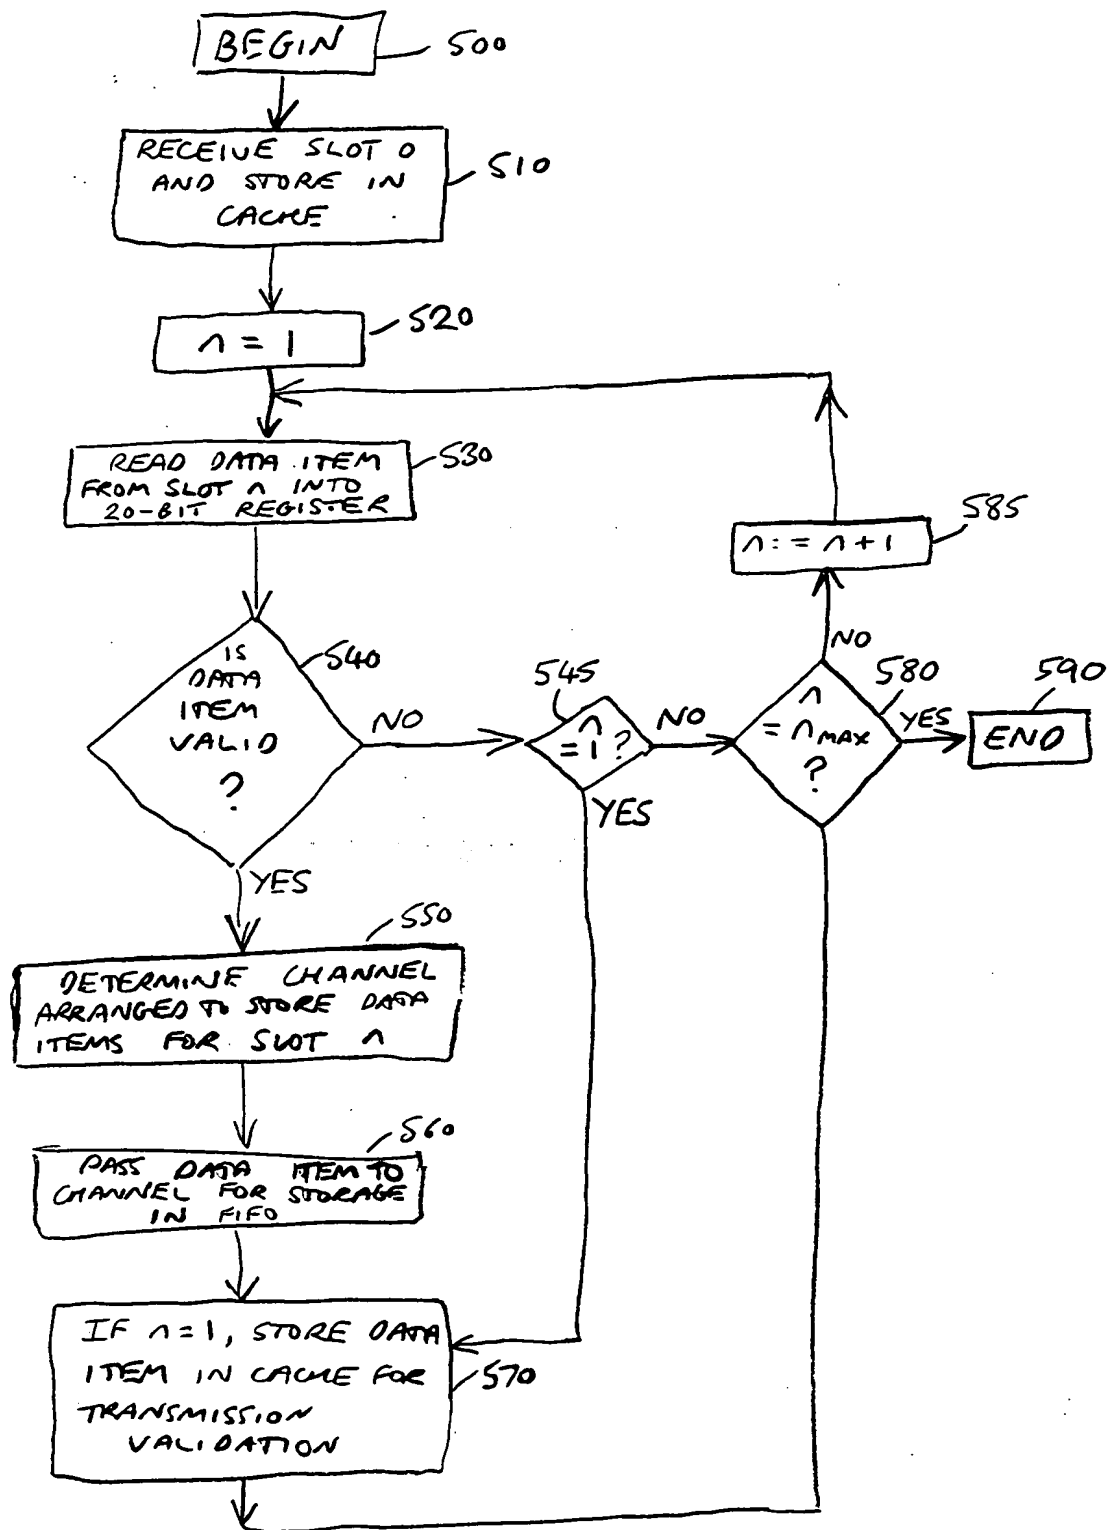 BEGIN
500
RECEIVE SLOT 0
AND STORE IN
CACHE
510
n = 1
520
READ DATA ITEM
FROM SLOT n INTO
20-BIT REGISTER
530
n := n + 1
585
IS
DATA
ITEM
VALID
?
540
NO
YES
n
= 1 ?
545
NO
YES
n
= nMAX
?
580
NO
YES
END
590
DETERMINE CHANNEL
ARRANGED TO STORE DATA
ITEMS FOR SLOT n
550
PASS DATA ITEM TO
CHANNEL FOR STORAGE
IN FIFO
560
IF n = 1, STORE DATA
ITEM IN CACHE FOR
TRANSMISSION
VALIDATION
570